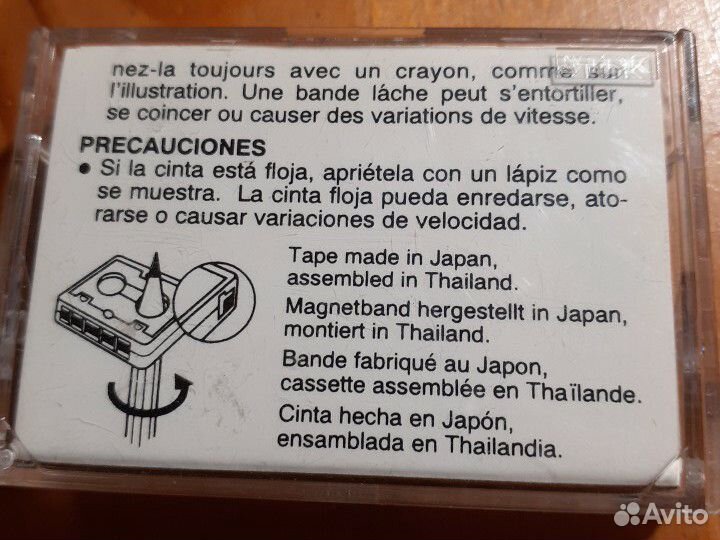 nez-la toujours avec un crayon, comme sur
l'illustration. Une bande láche peut s'entortiller,
se coincer ou causer des variations de vitesse.
PRECAUCIONES
● Si la cinta está floja, apriétela con un lápiz como
se muestra. La cinta floja pueda enredarse, ato-
rarse o causar variaciones de velocidad.
Tape made in Japan,
assembled in Thailand.
Magnetband hergestellt in Japan,
montiert in Thailand.
Bande fabriqué au Japon,
cassette assemblée en Thaïlande.
Cinta hecha en Japón,
ensamblada en Thailandia.
Avito